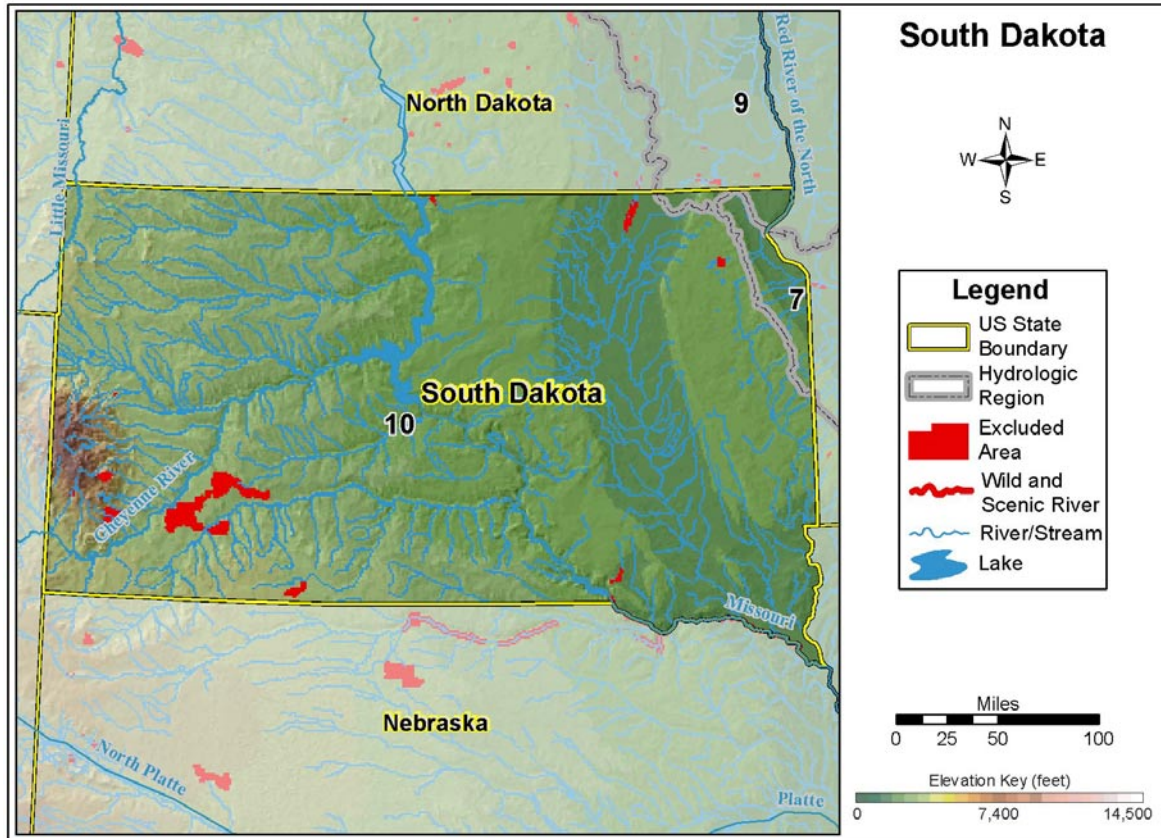 South Dakota
North Dakota
9
Red River of the North
Little Missouri
N
W E
S
7
South Dakota
10
Cheyenne River
Missouri
Nebraska
North Platte
Platte
Legend
US State
Boundary
Hydrologic
Region
Excluded
Area
Wild and
Scenic River
River/Stream
Lake
Miles
0 25 50 100
Elevation Key (feet)
0 7,400 14,500